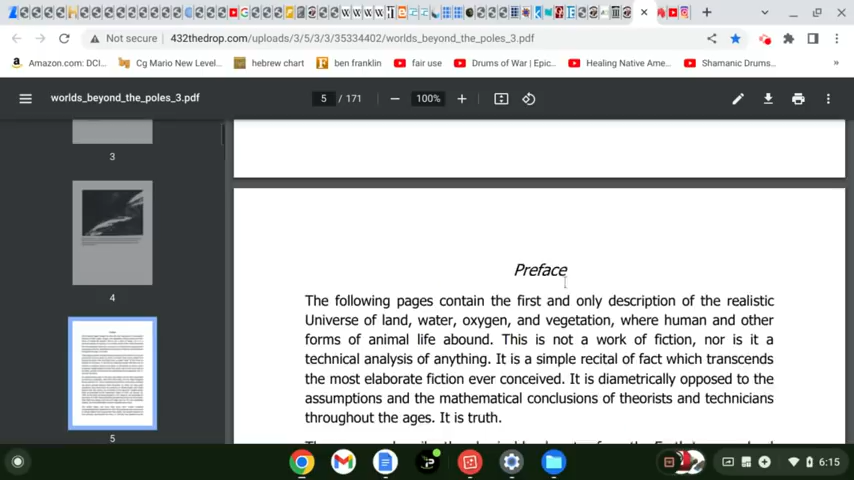 Not secure
432thedrop.com/uploads/3/5/3/3/35334402/worlds_beyond_the_poles_3.pdf
Amazon.com: DCI...
Cg Mario New Level...
hebrew chart
ben franklin
fair use
Drums of War | Epic...
Healing Native Ame...
Shamanic Drums...
»
worlds_beyond_the_poles_3.pdf
5 / 171
100%
3
4
5
Preface
The following pages contain the first and only description of the realistic
Universe of land, water, oxygen, and vegetation, where human and other
forms of animal life abound. This is not a work of fiction, nor is it a
technical analysis of anything. It is a simple recital of fact which transcends
the most elaborate fiction ever conceived. It is diametrically opposed to the
assumptions and the mathematical conclusions of theorists and technicians
throughout the ages. It is truth.
6:15